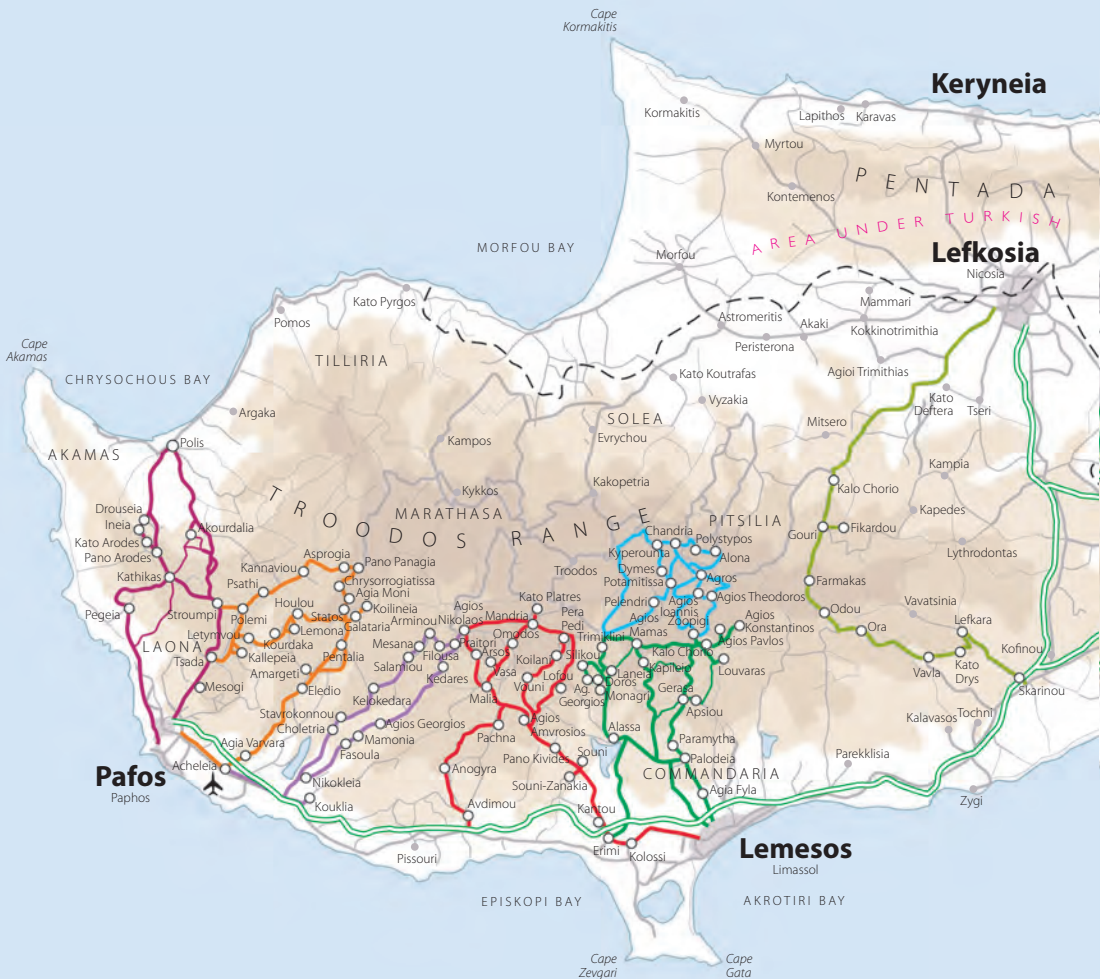 Cape
Kormakitis
Keryneia
Kormakitis
Lapithos
Karavas
Myrtou
Kontemenos
PENTADA
AREA UNDER TURKISH
MORFOU BAY
Morfou
Lefkosia
Nicosia
Kato Pyrgos
Pomos
Mammari
Astromeritis
Akaki
Kokkinotrimithia
Peristerona
Cape
Akamas
CHRYSOCHOUS BAY
TILLIRIA
Agioi Trimithias
Kato Koutrafas
Vyzakia
Kato
Deftera
Tseri
Argaka
SOLEA
Evrychou
Mitsero
Polis
AKAMAS
Kampos
Kampia
Kykkos
Kakopetria
Kalo Chorio
Kapedes
TROODOS RANGE
MARATHASA
PITSILIA
Drouseia
Ineia
Akourdalia
Kato Arodes
Pano Arodes
Chandria
Polystypos
Gouri
Fikardou
Kyperounta
Alona
Lythrodontas
Asprogia
Pano Panagia
Kannaviou
Kathikas
Psathi
Chrysorrogiatissa
Troodos
Dymes
Potamitissa
Agros
Farmakas
Agia Moni
Houlou
Statos
Koilineia
Pegeia
Stroumpi
Polemi
Galataria
Arminou
Agios
Nikolaos
Kato Platres
Mandria
Pera
Pedi
Pelendri
Agios
Ioannis
Agios Theodoros
Odou
Vavatsinia
Letymvou
Lemona
Kourdaka
Omodos
Trimiklini
Agios
Mamas
Zoopigi
Agios
Konstantinos
Ora
Lefkara
LAONA
Tsada
Kallepeia
Pentalia
Mesana
Filousa
Praitori
Arsos
Koilani
Silikou
Kalo Chorio
Agios Pavlos
Kofinou
Amargeti
Salamiou
Kedares
Vasa
Lofou
Laneia
Kapileio
Louvaras
Vavla
Kato
Drys
Mesogi
Eledio
Kelokedara
Malia
Vouni
Ag.
Georgios
Doros
Monagri
Gerasa
Skarinou
Stavrokonnou
Choletria
Agios Georgios
Pachna
Agios
Amvrosios
Apsiou
Kalavasos
Tochni
Agia Varvara
Mamonia
Fasoula
Alassa
Paramytha
Acheleia
Anogyra
Pano Kivides
Souni
Palodeia
Parekklisia
Pafos
Paphos
Nikokleia
Souni-Zanakia
COMMANDARIA
Kouklia
Avdimou
Kantou
Agia Fyla
Zygi
Pissouri
Erimi
Kolossi
Lemesos
Limassol
EPISKOPI BAY
AKROTIRI BAY
Cape
Zevgari
Cape
Gata